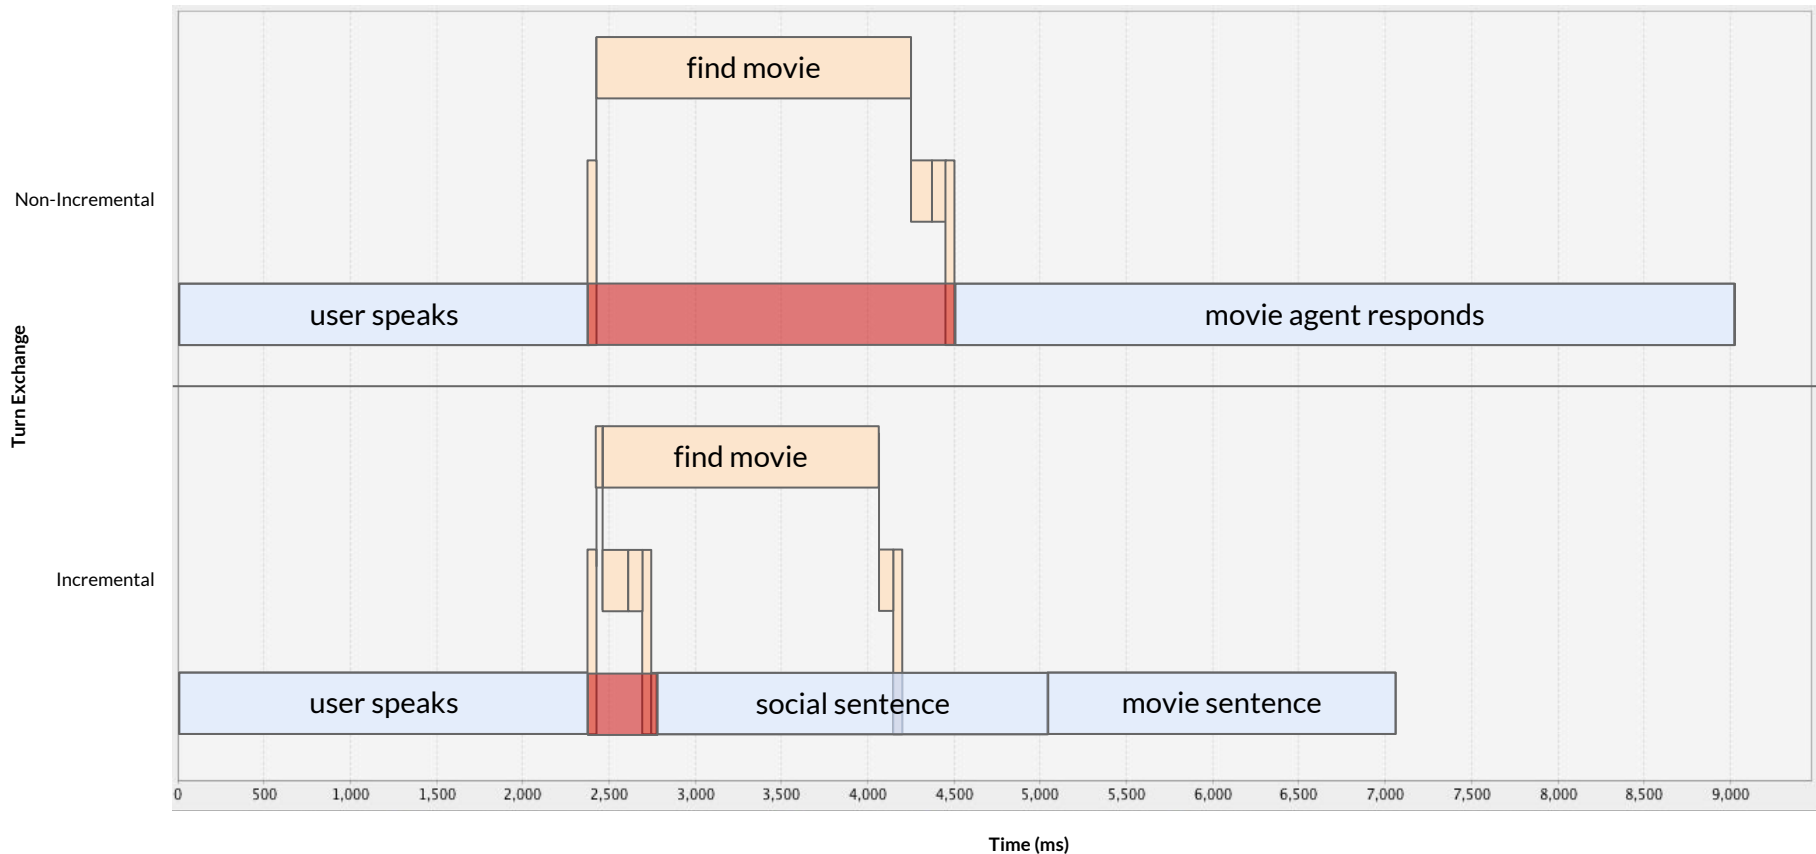 find movie
Non-Incremental
user speaks
movie agent responds
Turn Exchange
find movie
Incremental
user speaks
social sentence
movie sentence
0 500 1,000 1,500 2,000 2,500 3,000 3,500 4,000 4,500 5,000 5,500 6,000 6,500 7,000 7,500 8,000 8,500 9,000
Time (ms)